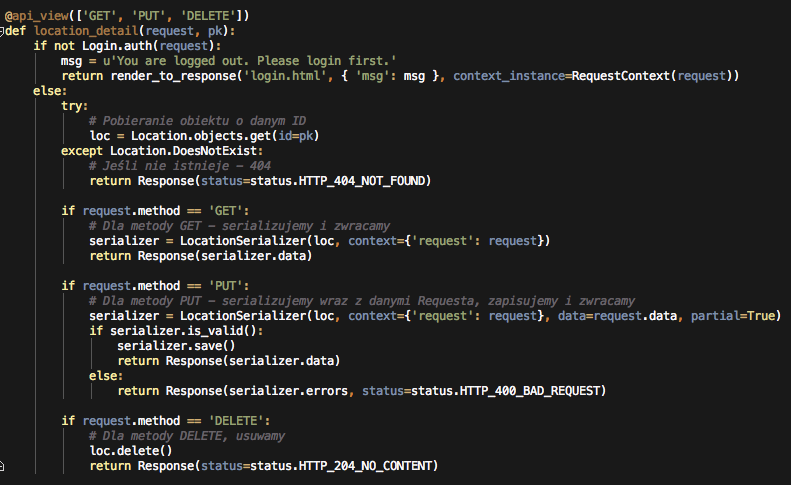 @api_view(['GET', 'PUT', 'DELETE'])
def location_detail(request, pk):
    if not Login.auth(request):
        msg = u'You are logged out. Please login first.'
        return render_to_response('login.html', { 'msg': msg }, context_instance=RequestContext(request))
    else:
        try:
            # Pobieranie obiektu o danym ID
            loc = Location.objects.get(id=pk)
        except Location.DoesNotExist:
            # Jeśli nie istnieje - 404
            return Response(status=status.HTTP_404_NOT_FOUND)

        if request.method == 'GET':
            # Dla metody GET - serializujemy i zwracamy
            serializer = LocationSerializer(loc, context={'request': request})
            return Response(serializer.data)

        if request.method == 'PUT':
            # Dla metody PUT - serializujemy wraz z danymi Requesta, zapisujemy i zwracamy
            serializer = LocationSerializer(loc, context={'request': request}, data=request.data, partial=True)
            if serializer.is_valid():
                serializer.save()
                return Response(serializer.data)
            else:
                return Response(serializer.errors, status=status.HTTP_400_BAD_REQUEST)

        if request.method == 'DELETE':
            # Dla metody DELETE, usuwamy
            loc.delete()
            return Response(status=status.HTTP_204_NO_CONTENT)